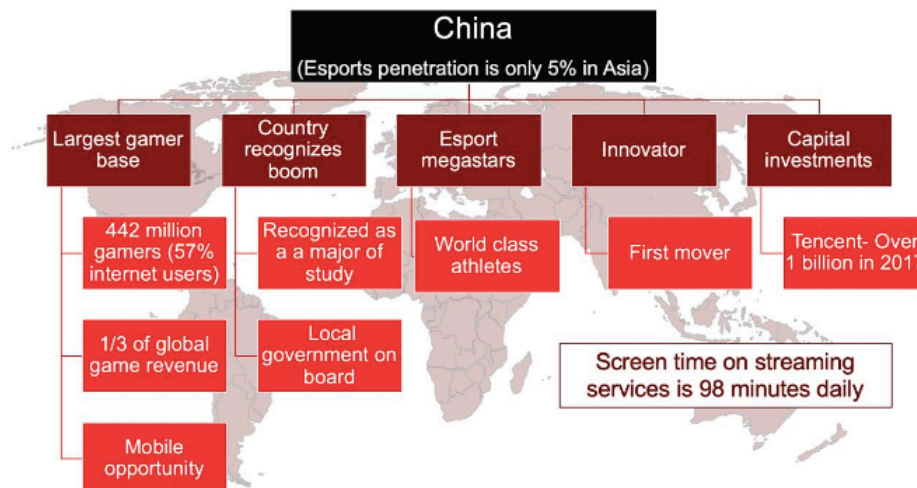 China
(Esports penetration is only 5% in Asia)
Largest gamer
base
442 million
gamers (57%
internet users)
1/3 of global
game revenue
Mobile
opportunity
Country
recognizes
boom
Recognized as
a a major of
study
Local
government on
board
Esport
megastars
World class
athletes
Innovator
First mover
Capital
investments
Tencent- Over
1 billion in 2017
Screen time on streaming
services is 98 minutes daily